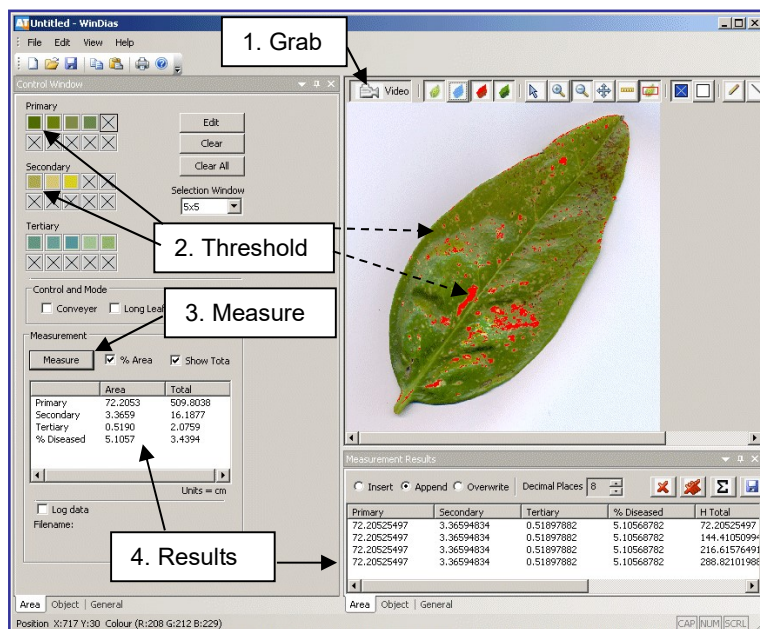 AT Untitled - WinDias
File Edit View Help
1. Grab
Control Window
Video
Primary
Edit
Clear
Secondary
Clear All
Selection Window
5x5
Tertiary
2. Threshold
Control and Mode
Conveyer Long Leaf
3. Measure
Measurement
Measure % Area Show Tota
Area Total
Primary 72.2053 509.8038
Secondary 3.3659 16.1877
Tertiary 0.5190 2.0759
% Diseased 5.1057 3.4394
Units = cm
Log data
Filename:
4. Results
Area Object General
Measurement Results
Insert Append Overwrite Decimal Places 8 Σ
Primary Secondary Tertiary % Diseased H Total
72.20525497 3.36594834 0.51897882 5.10568782 72.20525497
72.20525497 3.36594834 0.51897882 5.10568782 144.41050994
72.20525497 3.36594834 0.51897882 5.10568782 216.61576491
72.20525497 3.36594834 0.51897882 5.10568782 288.82101988
Area Object General
Position X:717 Y:30 Colour (R:208 G:212 B:229)
CAP NUM SCRL